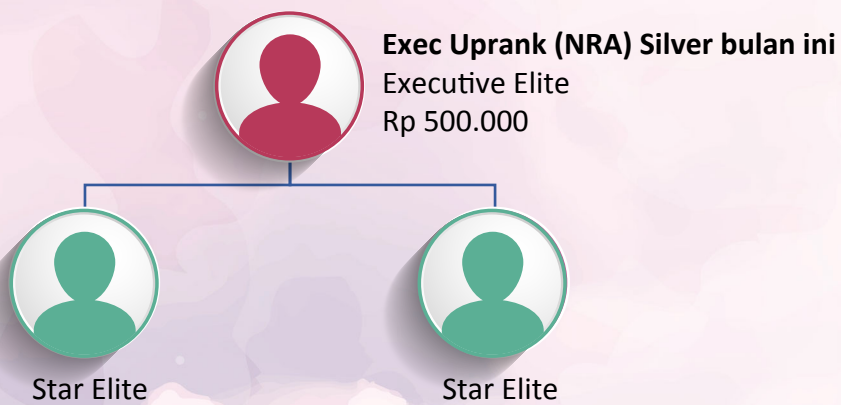 Exec Uprank (NRA) Silver bulan ini
Executive Elite
Rp 500.000
Star Elite
Star Elite